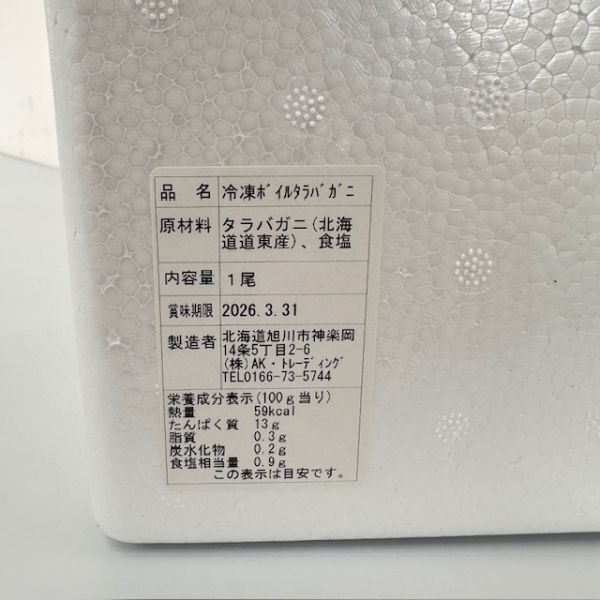 品 名 冷凍ﾎﾞｲﾙﾀﾗﾊﾞｶﾞﾆ
原材料 タラバガニ(北海
道道東産)、食塩
内容量 1尾
賞味期限 2026.3.31
製造者 北海道旭川市神楽岡
14条5丁目2-6
(株)AK・ﾄﾚｰﾃﾞｨﾝｸﾞ
TEL0166-73-5744
栄養成分表示(100g当り)
熱量 59kcal
たんぱく質 13g
脂質 0.3g
炭水化物 0.2g
食塩相当量 0.9g
この表示は目安です。